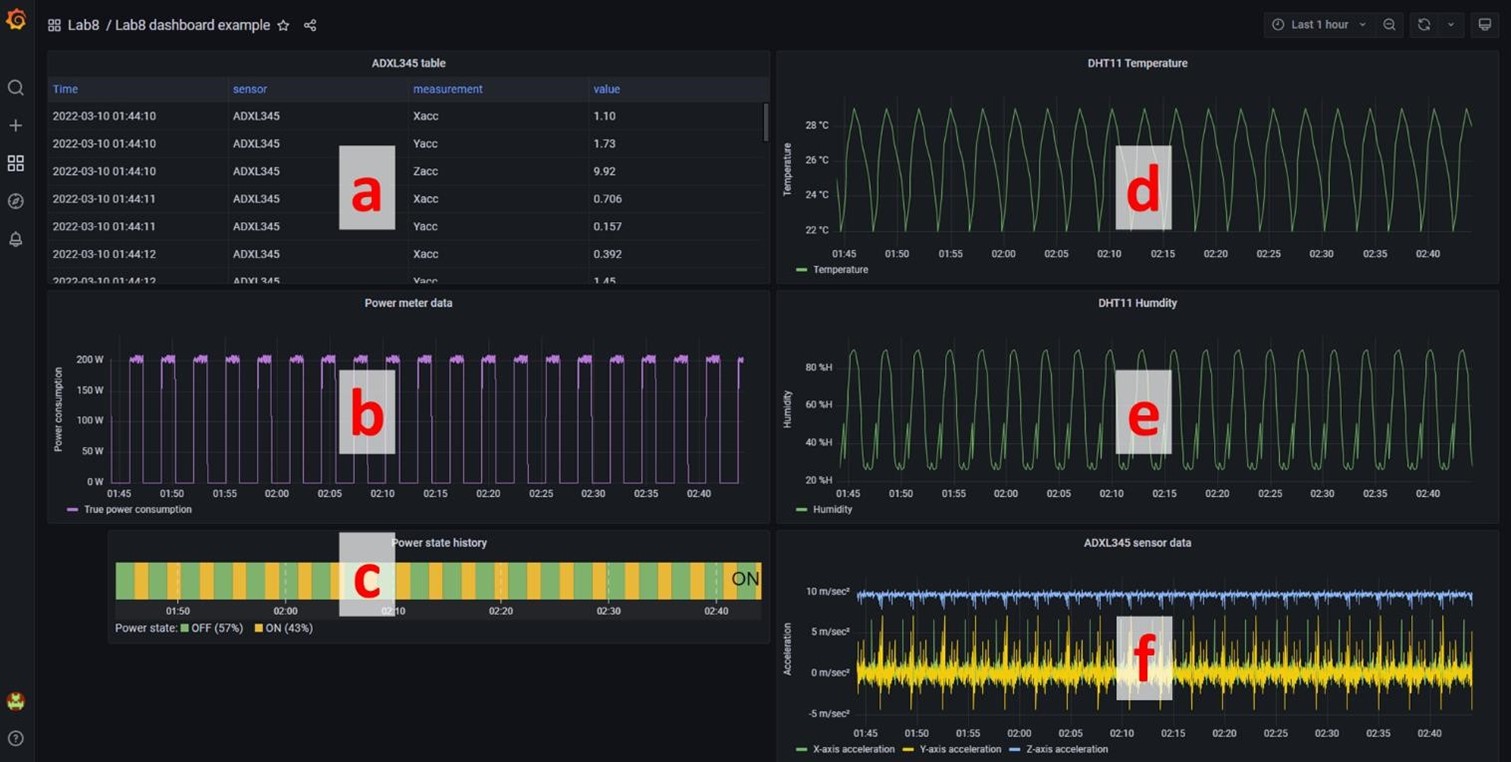 Lab8 / Lab8 dashboard example
Last 1 hour
ADXL345 table
Time sensor measurement value
2022-03-10 01:44:10 ADXL345 Xacc 1.10
2022-03-10 01:44:10 ADXL345 Yacc 1.73
2022-03-10 01:44:10 ADXL345 Zacc 9.92
2022-03-10 01:44:11 ADXL345 Xacc 0.706
2022-03-10 01:44:11 ADXL345 Yacc 0.157
2022-03-10 01:44:12 ADXL345 Xacc 0.392
2022-03-10 01:44:12 ADXL345 Yacc 1.45
a
DHT11 Temperature
Temperature
28 °C
26 °C
24 °C
22 °C
01:45 01:50 01:55 02:00 02:05 02:10 02:15 02:20 02:25 02:30 02:35 02:40
Temperature
d
Power meter data
Power consumption
200 W
150 W
100 W
50 W
0 W
01:45 01:50 01:55 02:00 02:05 02:10 02:15 02:20 02:25 02:30 02:35 02:40
True power consumption
b
DHT11 Humdity
Humidity
80 %H
60 %H
40 %H
20 %H
01:45 01:50 01:55 02:00 02:05 02:10 02:15 02:20 02:25 02:30 02:35 02:40
Humidity
e
Power state history
ON
01:50 02:00 02:10 02:20 02:30 02:40
Power state: OFF (57%) ON (43%)
c
ADXL345 sensor data
Acceleration
10 m/sec²
5 m/sec²
0 m/sec²
-5 m/sec²
01:45 01:50 01:55 02:00 02:05 02:10 02:15 02:20 02:25 02:30 02:35 02:40
X-axis acceleration Y-axis acceleration Z-axis acceleration
f